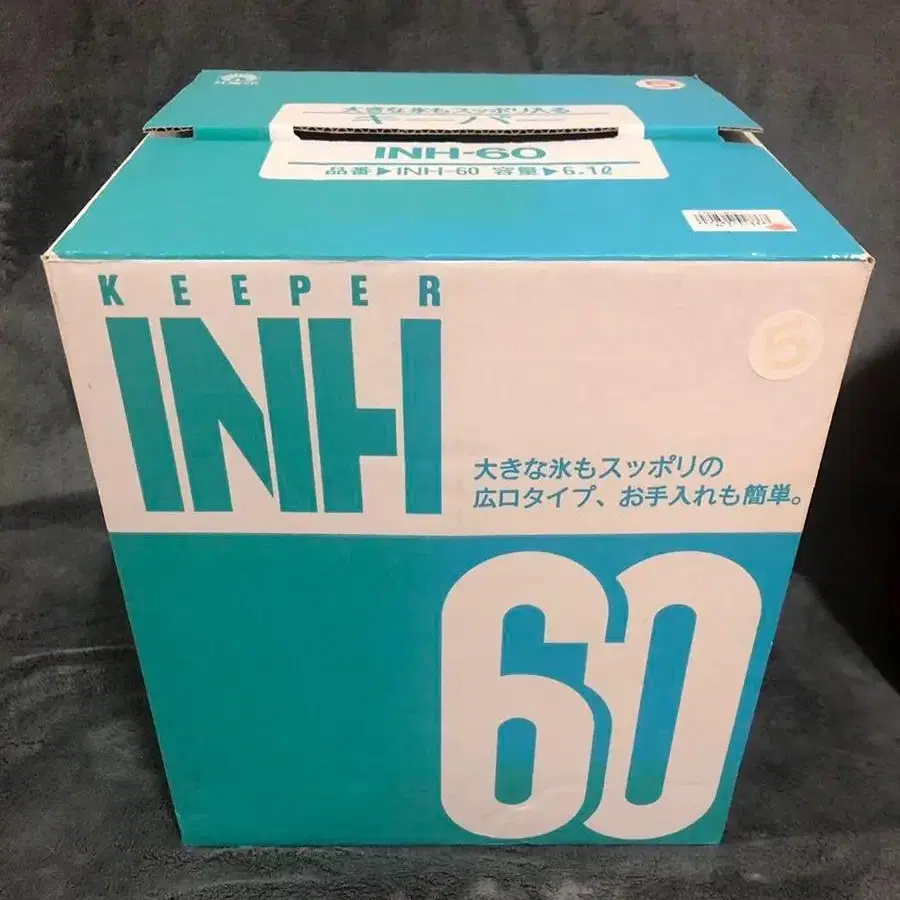 5
大きな氷もスッポリ入る
キーパー
INH-60
品番▶INH-60 容量▶6.1ℓ
KEEPER
INH
5
大きな氷もスッポリの
広口タイプ、お手入れも簡単。
60